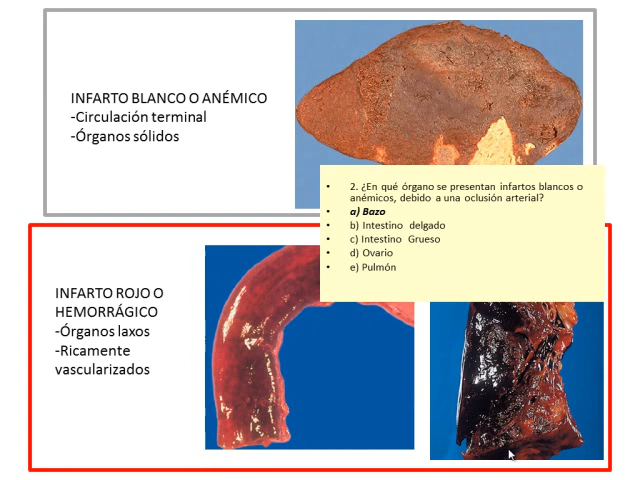 INFARTO BLANCO O ANÉMICO
-Circulación terminal
-Órganos sólidos
• 2. ¿En qué órgano se presentan infartos blancos o
anémicos, debido a una oclusión arterial?
• a) Bazo
• b) Intestino delgado
• c) Intestino Grueso
• d) Ovario
• e) Pulmón
INFARTO ROJO O
HEMORRÁGICO
-Órganos laxos
-Ricamente
vascularizados